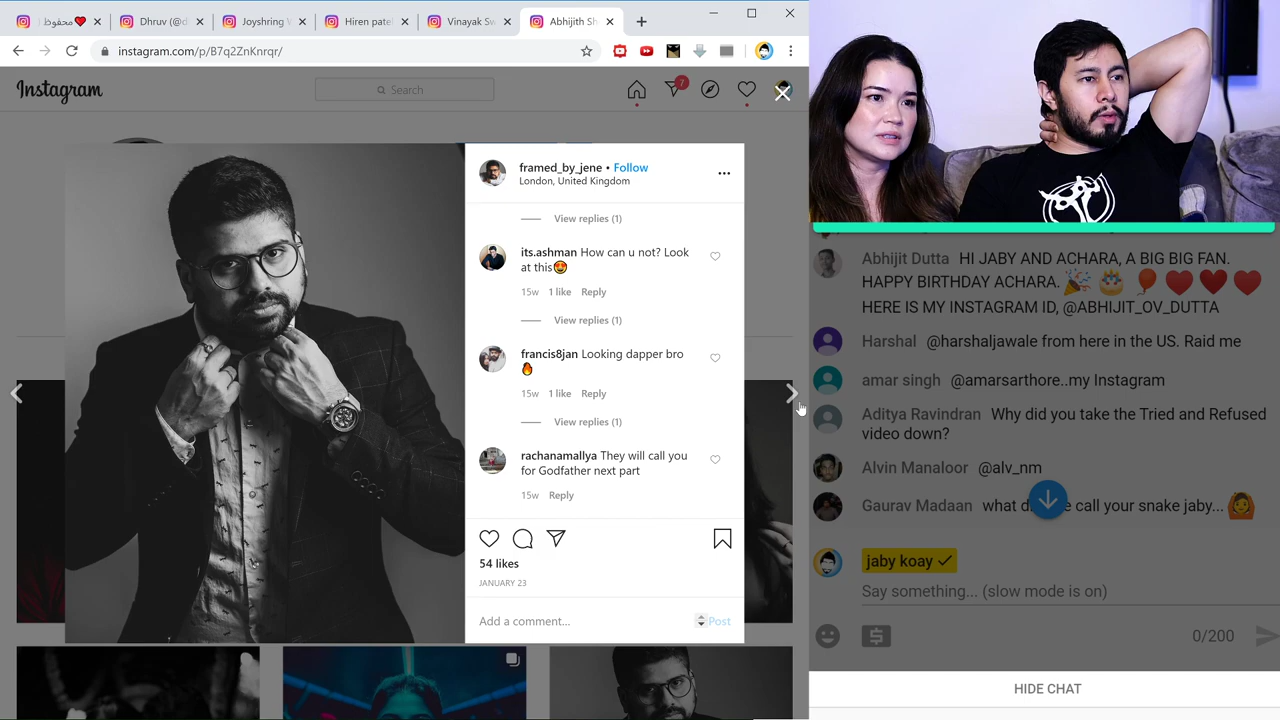 محفوظ
Dhruv (@d
Joyshring
Hiren pate
Vinayak Sw
Abhijith Sh
instagram.com/p/B7q2ZnKnrqr/
Instagram
Search
7
framed_by_jene • Follow
London, United Kingdom
View replies (1)
its.ashman How can u not? Look
at this😍
15w 1 like Reply
View replies (1)
francis8jan Looking dapper bro
🔥
15w 1 like Reply
View replies (1)
rachanamallya They will call you
for Godfather next part
15w Reply
54 likes
JANUARY 23
Add a comment...
Post
Abhijit Dutta HI JABY AND ACHARA, A BIG BIG FAN.
HAPPY BIRTHDAY ACHARA. 🎉 🎂 🎈 ♥️ ♥️ ♥️
HERE IS MY INSTAGRAM ID, @ABHIJIT_OV_DUTTA
Harshal @harshaljawale from here in the US. Raid me
amar singh @amarsarthore..my Instagram
Aditya Ravindran Why did you take the Tried and Refused
video down?
Alvin Manaloor @alv_nm
Gaurav Madaan what d e call your snake jaby...🙆
jaby koay ✓
Say something... (slow mode is on)
0/200
HIDE CHAT